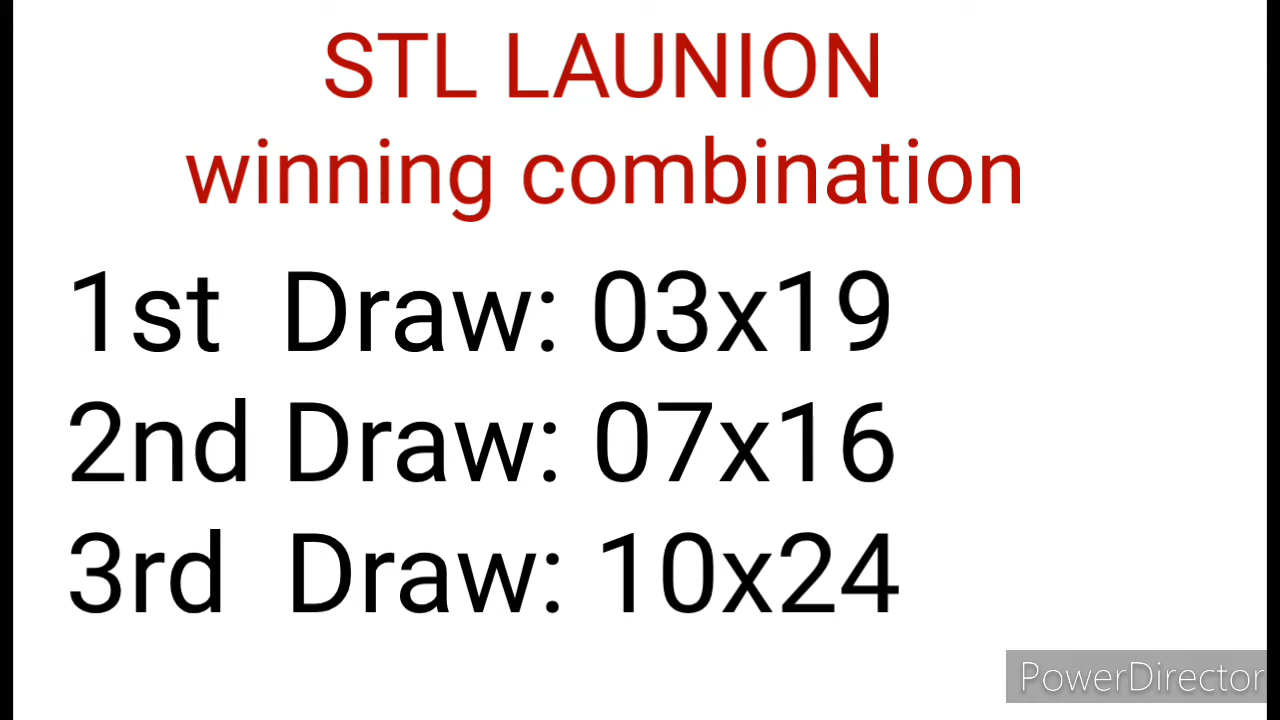 STL LAUNION
winning combination
1st Draw: 03x19
2nd Draw: 07x16
3rd Draw: 10x24
PowerDirector